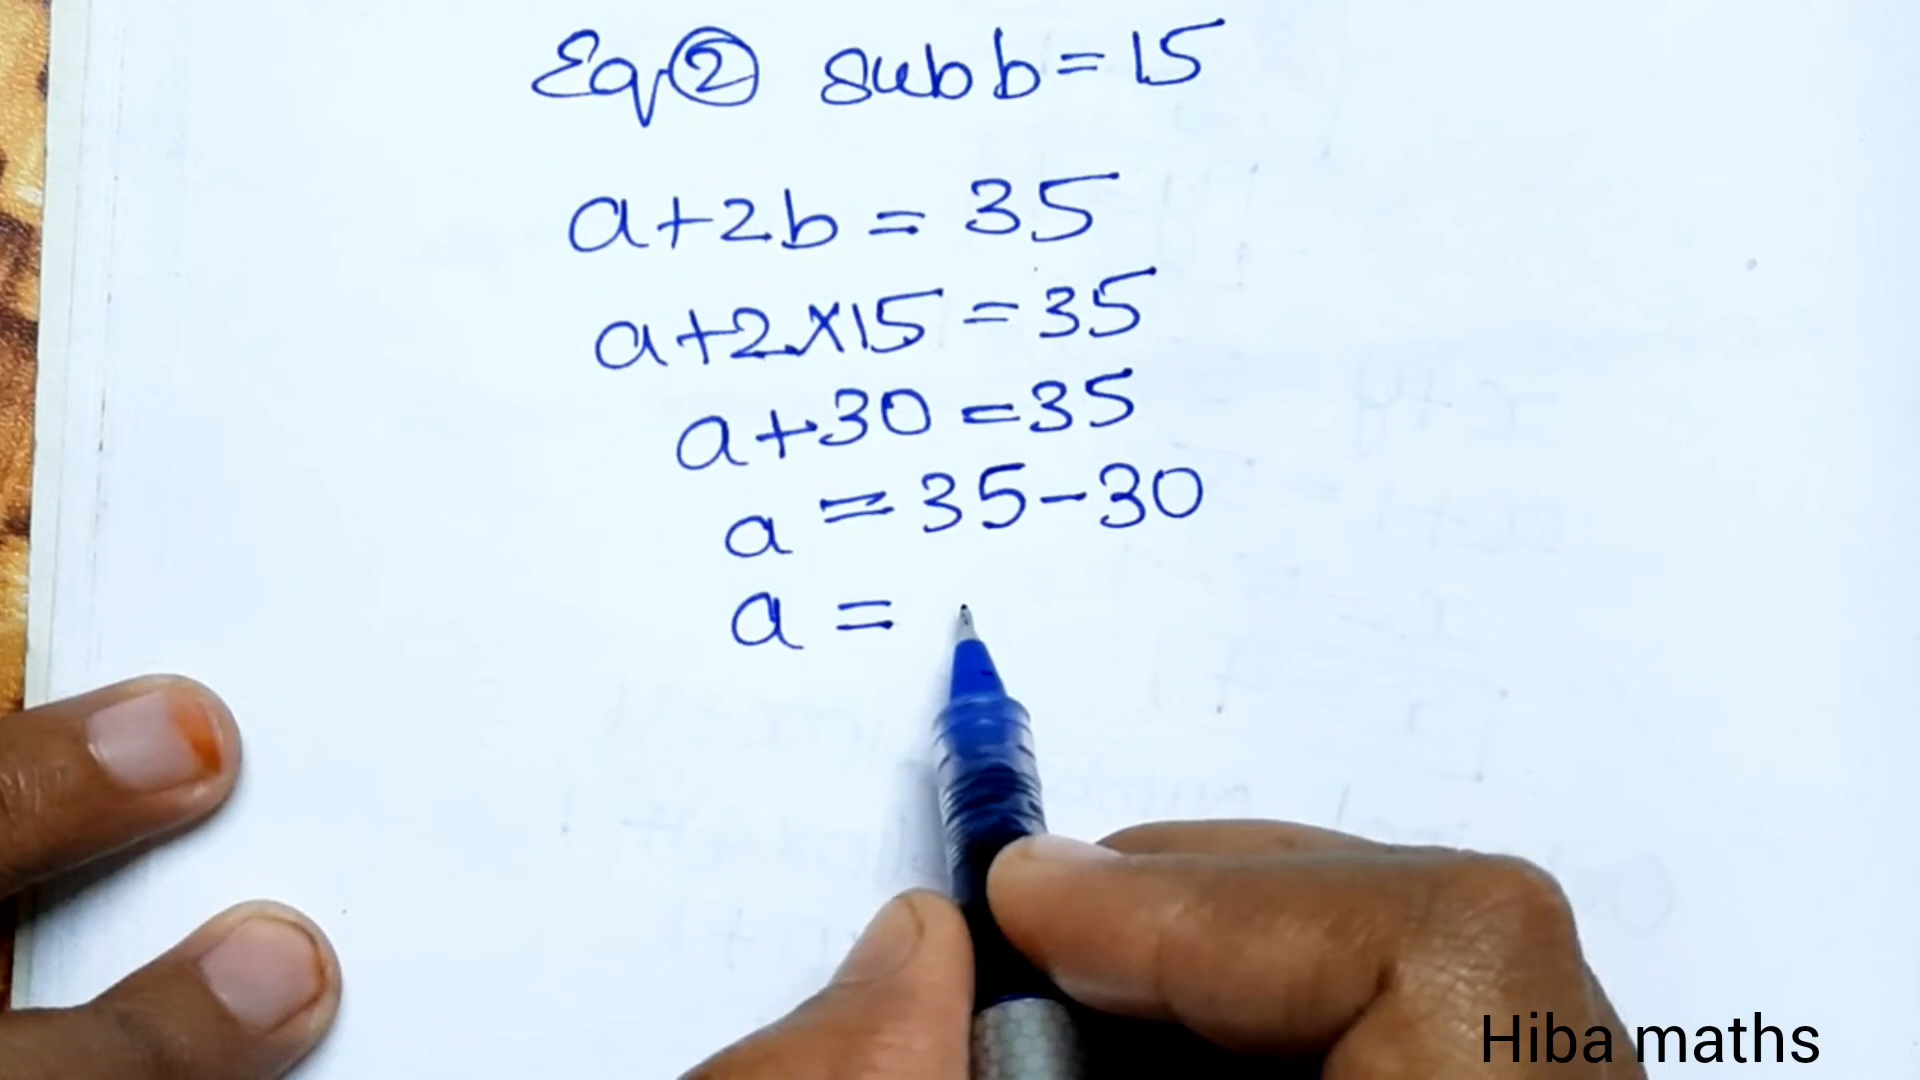 Eq ② sub b = 15
a + 2b = 35
a + 2 × 15 = 35
a + 30 = 35
a = 35 - 30
a =
Hiba maths